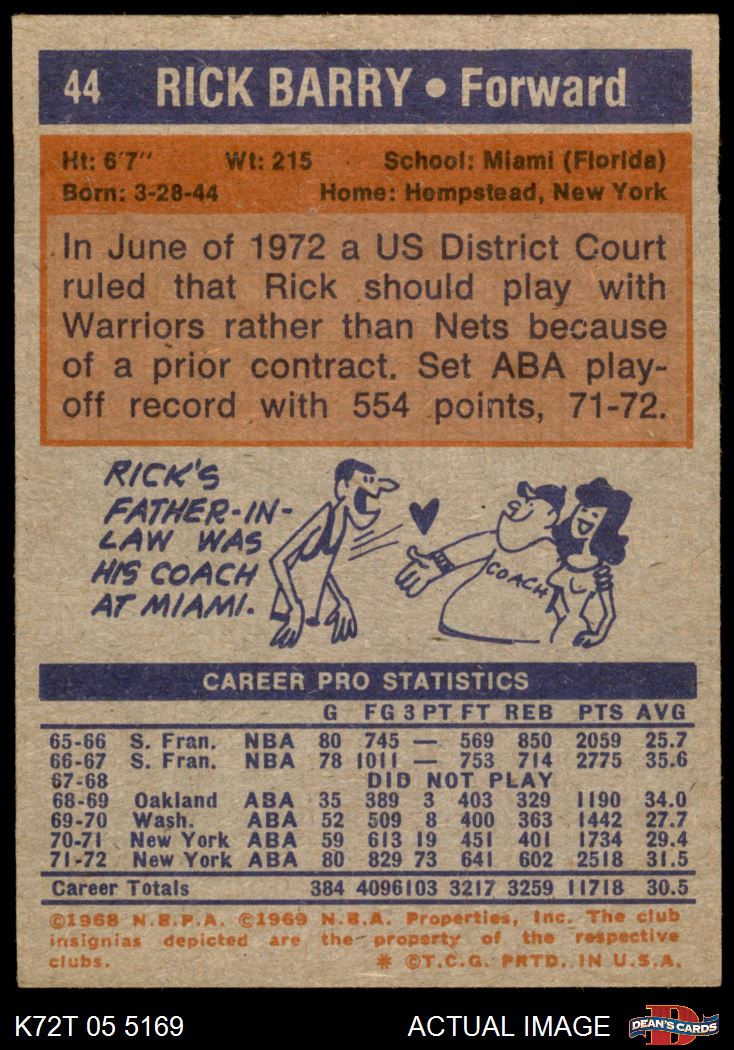 44 RICK BARRY • Forward
Ht: 6'7" Wt: 215 School: Miami (Florida)
Born: 3-28-44 Home: Hempstead, New York
In June of 1972 a US District Court
ruled that Rick should play with
Warriors rather than Nets because
of a prior contract. Set ABA play-
off record with 554 points, 71-72.
RICK'S
FATHER-IN-
LAW WAS
HIS COACH
AT MIAMI.
COACH
CAREER PRO STATISTICS
G FG 3 PT FT REB PTS AVG
65-66 S. Fran. NBA 80 745 — 569 850 2059 25.7
66-67 S. Fran. NBA 78 1011 — 753 714 2775 35.6
67-68 DID NOT PLAY
68-69 Oakland ABA 35 389 3 403 329 1190 34.0
69-70 Wash. ABA 52 509 8 400 363 1442 27.7
70-71 New York ABA 59 613 19 451 401 1734 29.4
71-72 New York ABA 80 829 73 641 602 2518 31.5
Career Totals 384 4096 103 3217 3259 11718 30.5
©1968 N.B.P.A. ©1969 N.B.A. Properties, Inc. The club
insignias depicted are the property of the respective
clubs. * ©T.C.G. PRTD. IN U.S.A.
K72T 05 5169 ACTUAL IMAGE D DEAN'S CARDS